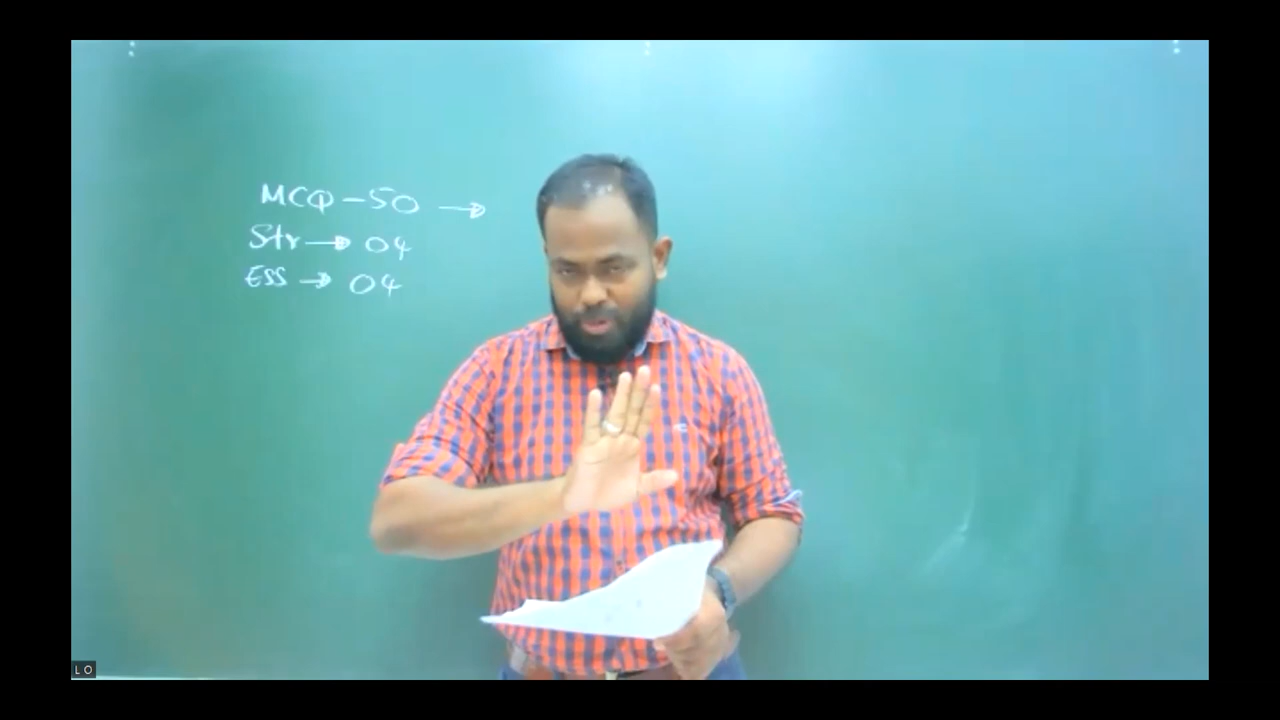 MCQ - 50 →
Str → 04
ESS → 04
LO